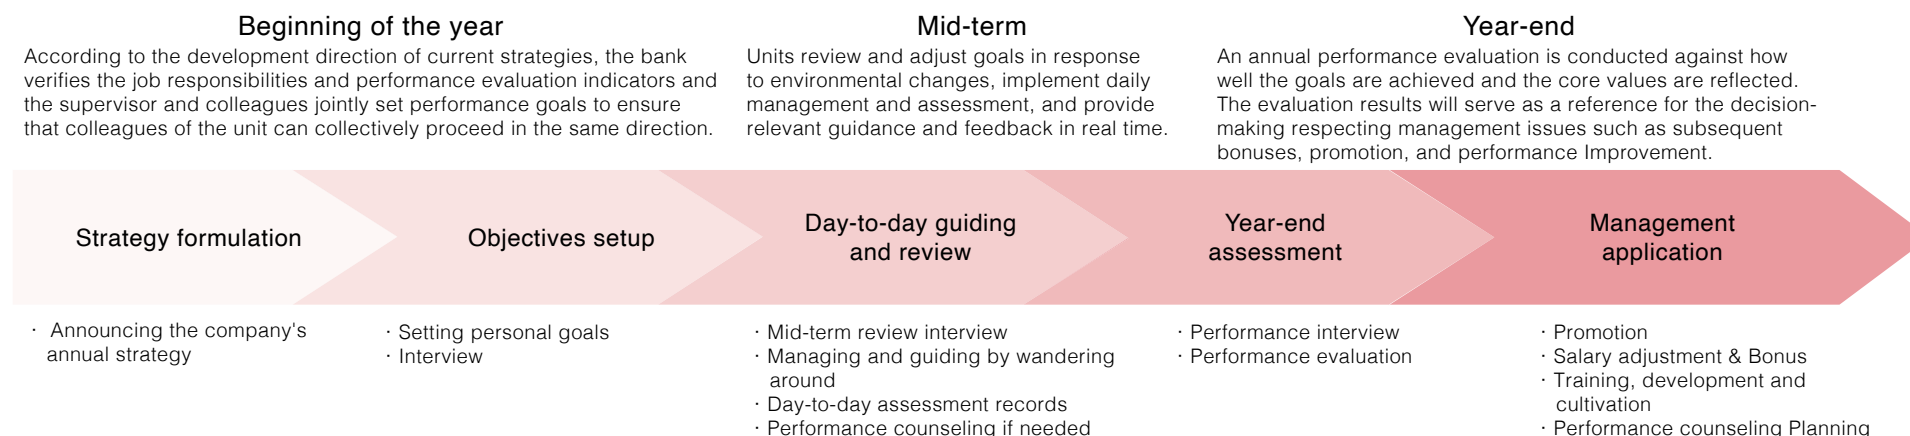 Beginning of the year
According to the development direction of current strategies, the bank
verifies the job responsibilities and performance evaluation indicators and
the supervisor and colleagues jointly set performance goals to ensure
that colleagues of the unit can collectively proceed in the same direction.
Mid-term
Units review and adjust goals in response
to environmental changes, implement daily
management and assessment, and provide
relevant guidance and feedback in real time.
Year-end
An annual performance evaluation is conducted against how
well the goals are achieved and the core values are reflected.
The evaluation results will serve as a reference for the decision-
making respecting management issues such as subsequent
bonuses, promotion, and performance Improvement.
Strategy formulation
Objectives setup
Day-to-day guiding
and review
Year-end
assessment
Management
application
· Announcing the company's
annual strategy
· Setting personal goals
· Interview
· Mid-term review interview
· Managing and guiding by wandering
around
· Day-to-day assessment records
· Performance counseling if needed
· Performance interview
· Performance evaluation
· Promotion
· Salary adjustment & Bonus
· Training, development and
cultivation
· Performance counseling Planning